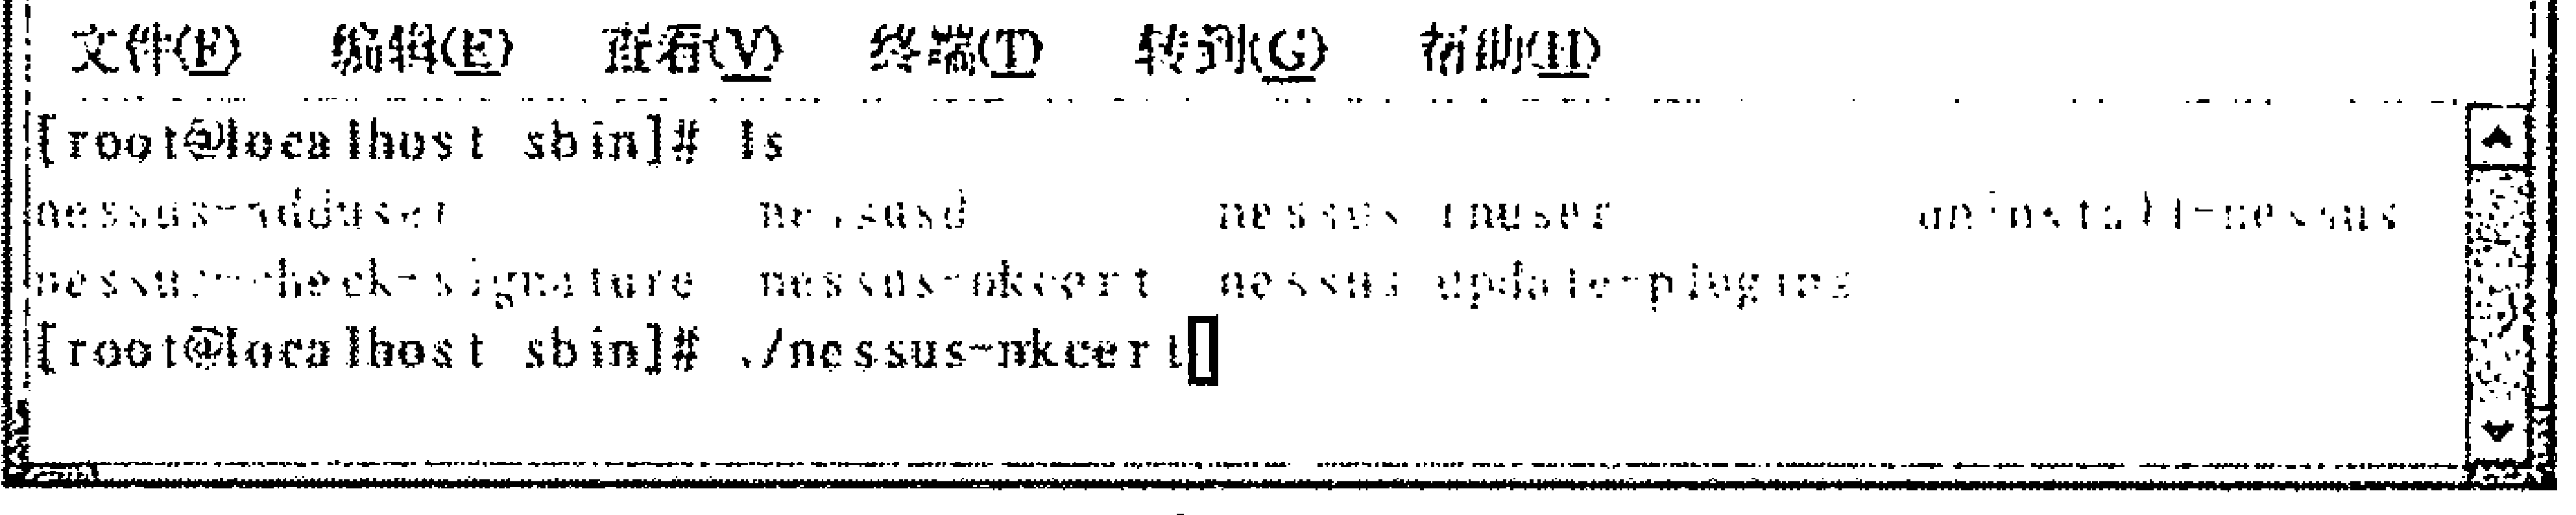 文件(F) 编辑(E) 查看(V) 终端(T) 转到(G) 帮助(H)
[root@localhost sbin]# ls
nessus-adduser nessusd nessus-rmuser uninstall-nessus
nessus-check-signature nessus-mkcert nessus-update-plugins
[root@localhost sbin]# ./nessus-mkcert